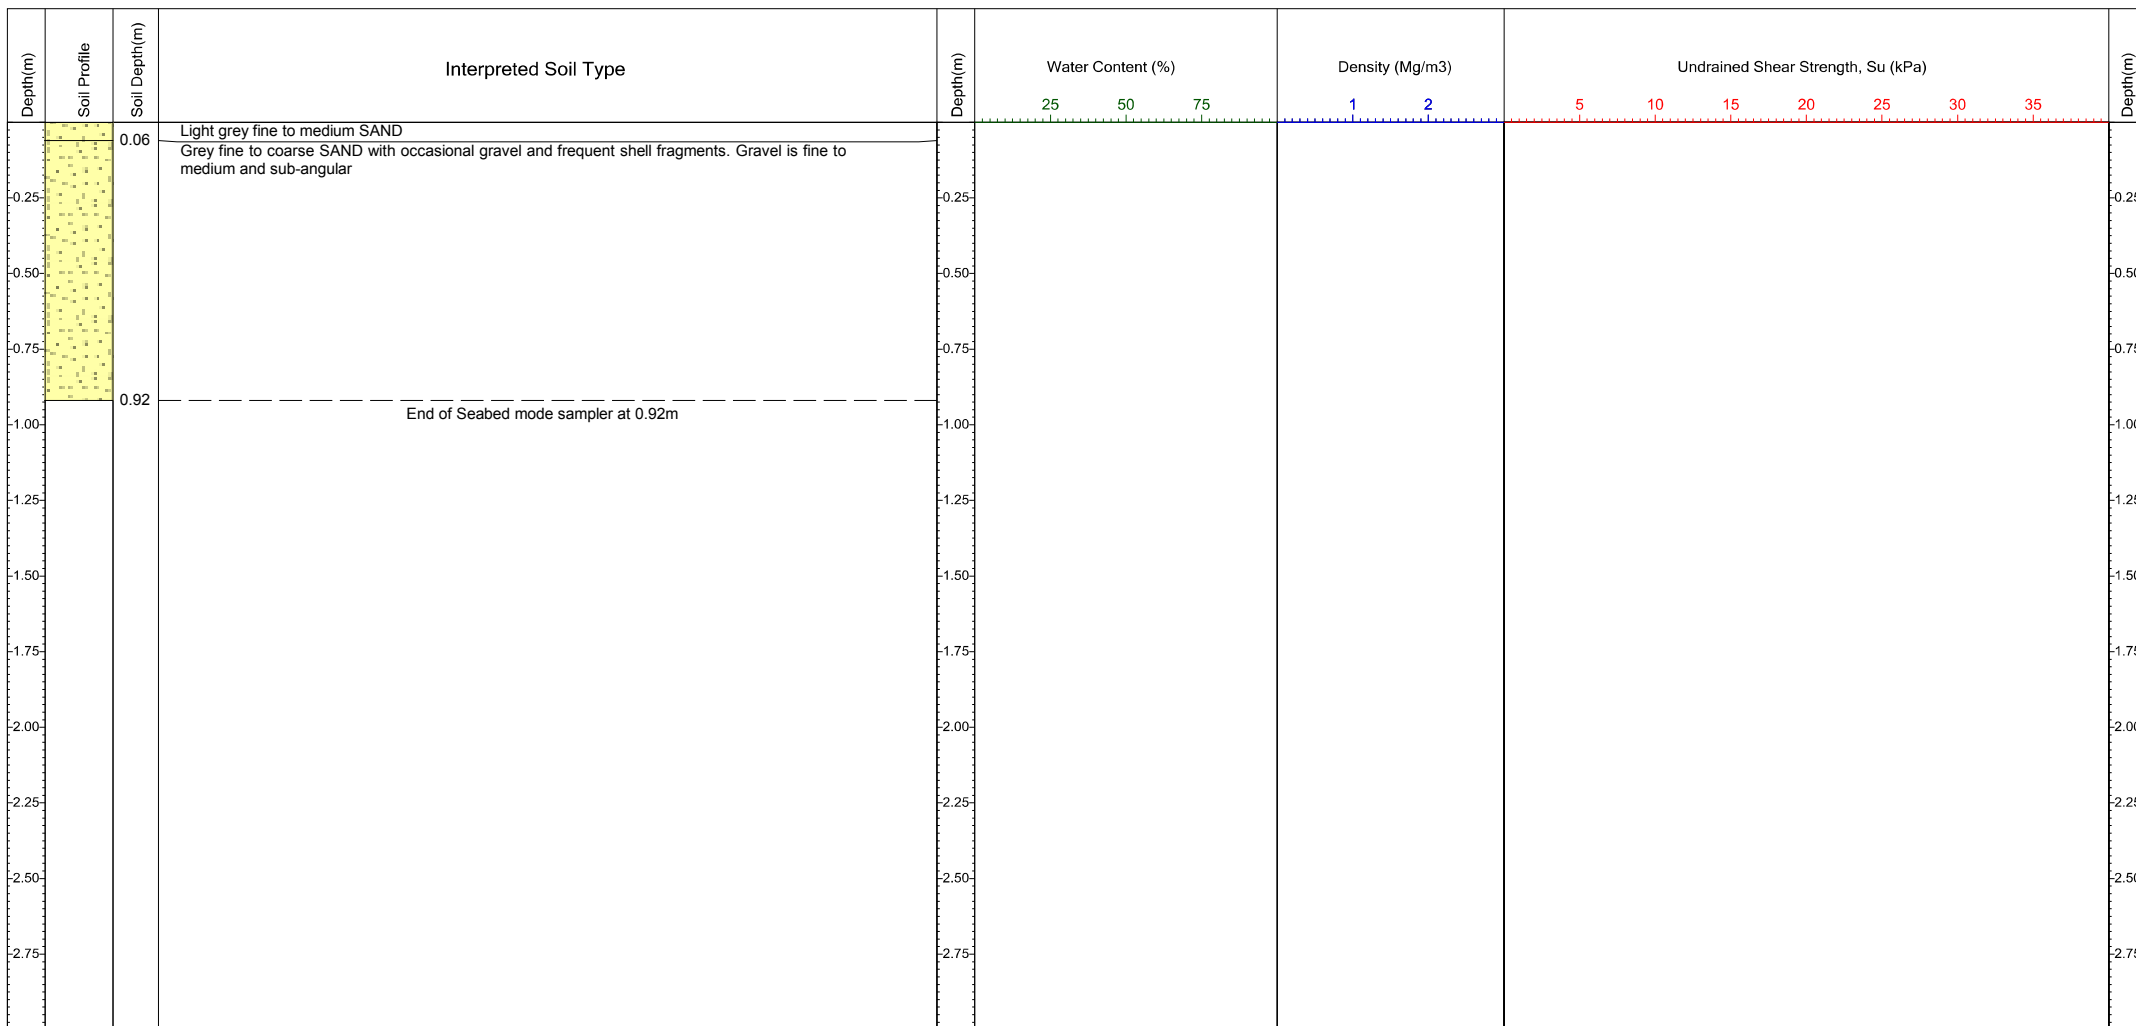 Depth(m)
Soil Profile
Soil Depth(m)
Interpreted Soil Type
Depth(m)
Water Content (%)
Density (Mg/m3)
Undrained Shear Strength, Su (kPa)
Depth(m)
25 50 75
1 2
5 10 15 20 25 30 35
Light grey fine to medium SAND
0.06
Grey fine to coarse SAND with occasional gravel and frequent shell fragments. Gravel is fine to
medium and sub-angular
0.25 0.25 0.25
0.50 0.50 0.50
0.75 0.75 0.75
0.92
End of Seabed mode sampler at 0.92m
1.00 1.00 1.00
1.25 1.25 1.25
1.50 1.50 1.50
1.75 1.75 1.75
2.00 2.00 2.00
2.25 2.25 2.25
2.50 2.50 2.50
2.75 2.75 2.75